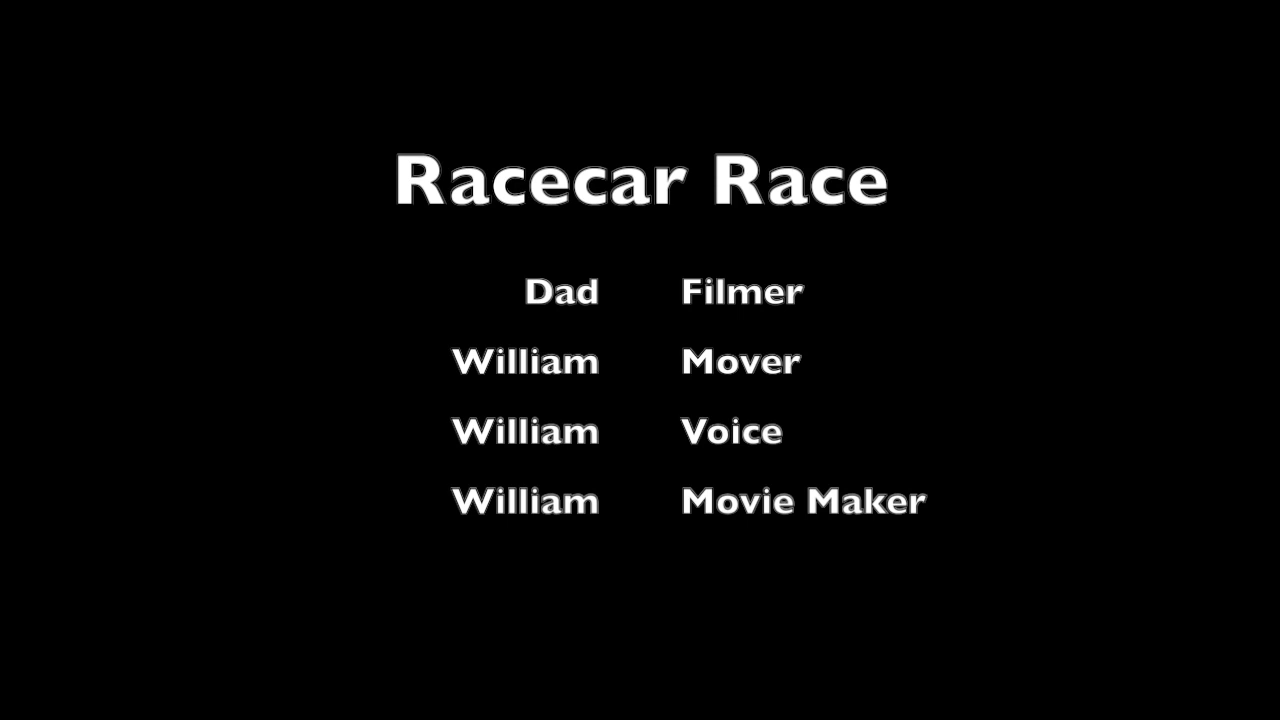 Racecar Race
Dad Filmer
William Mover
William Voice
William Movie Maker